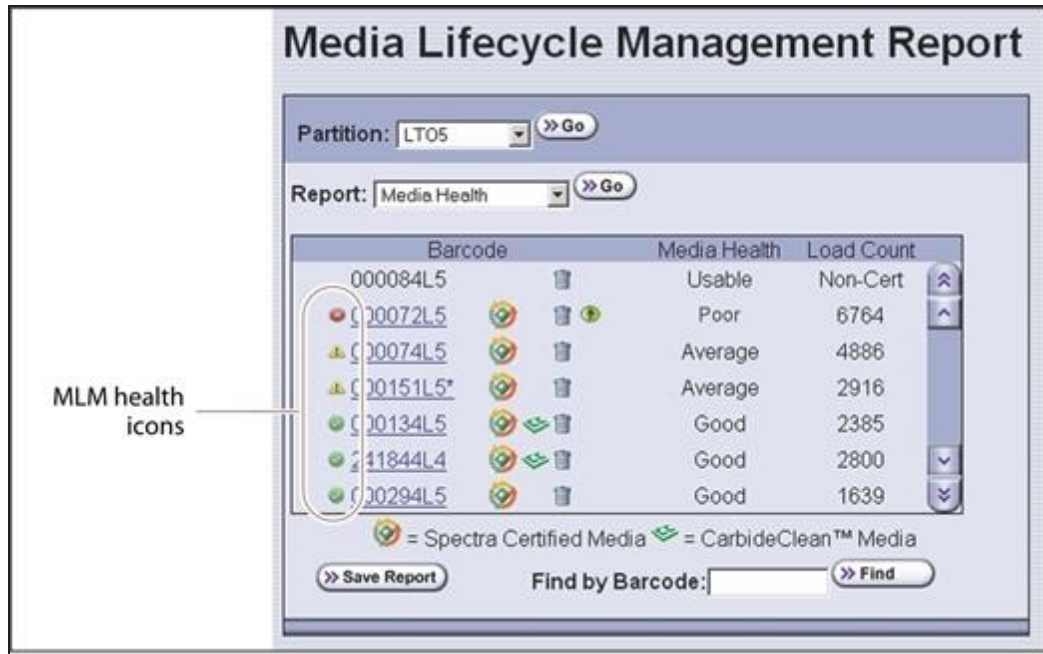 Media Lifecycle Management Report
Partition: LTO5 >> Go
Report: Media Health >> Go
Barcode Media Health Load Count
000084L5 Usable Non-Cert
000072L5 Poor 6764
000074L5 Average 4886
000151L5* Average 2916
000134L5 Good 2385
241844L4 Good 2800
000294L5 Good 1639
MLM health
icons
= Spectra Certified Media = CarbideClean™ Media
>> Save Report Find by Barcode: >> Find